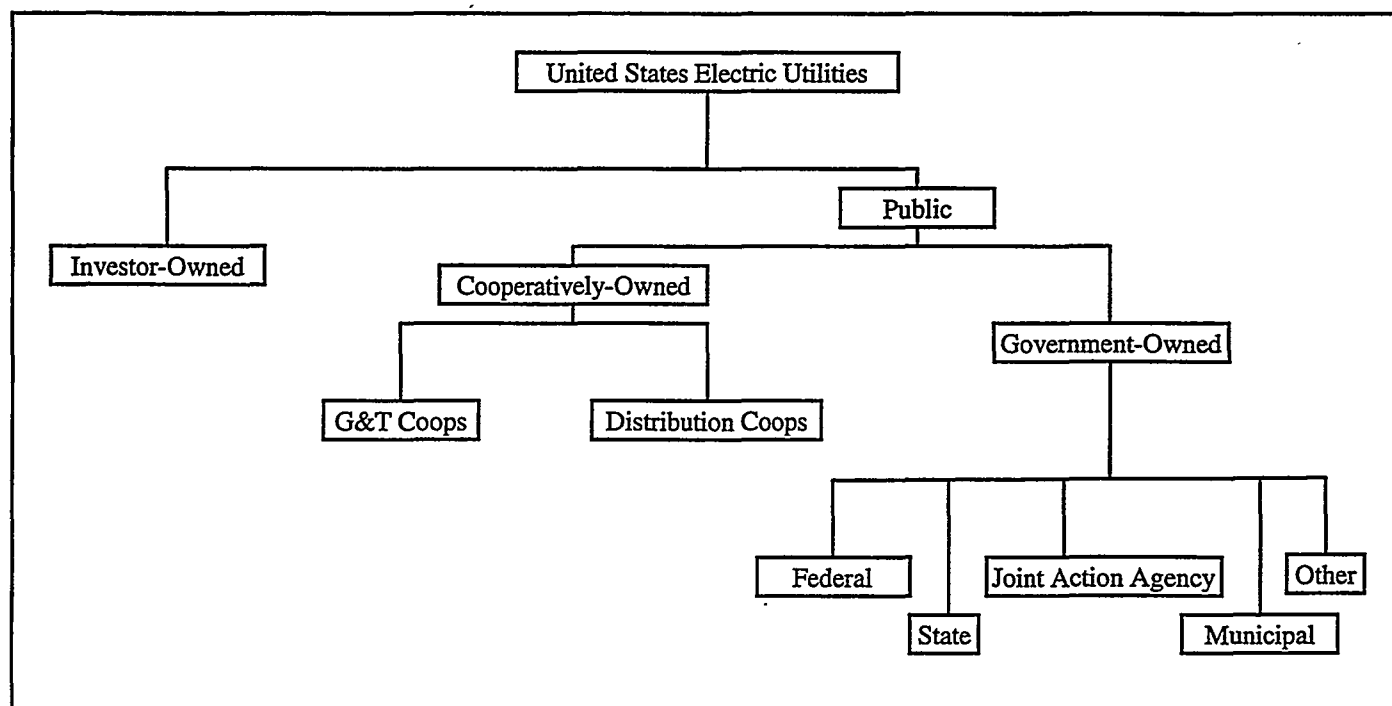 United States Electric Utilities
Public
Investor-Owned
Cooperatively-Owned
Government-Owned
G&T Coops
Distribution Coops
Federal
Joint Action Agency
Other
State
Municipal